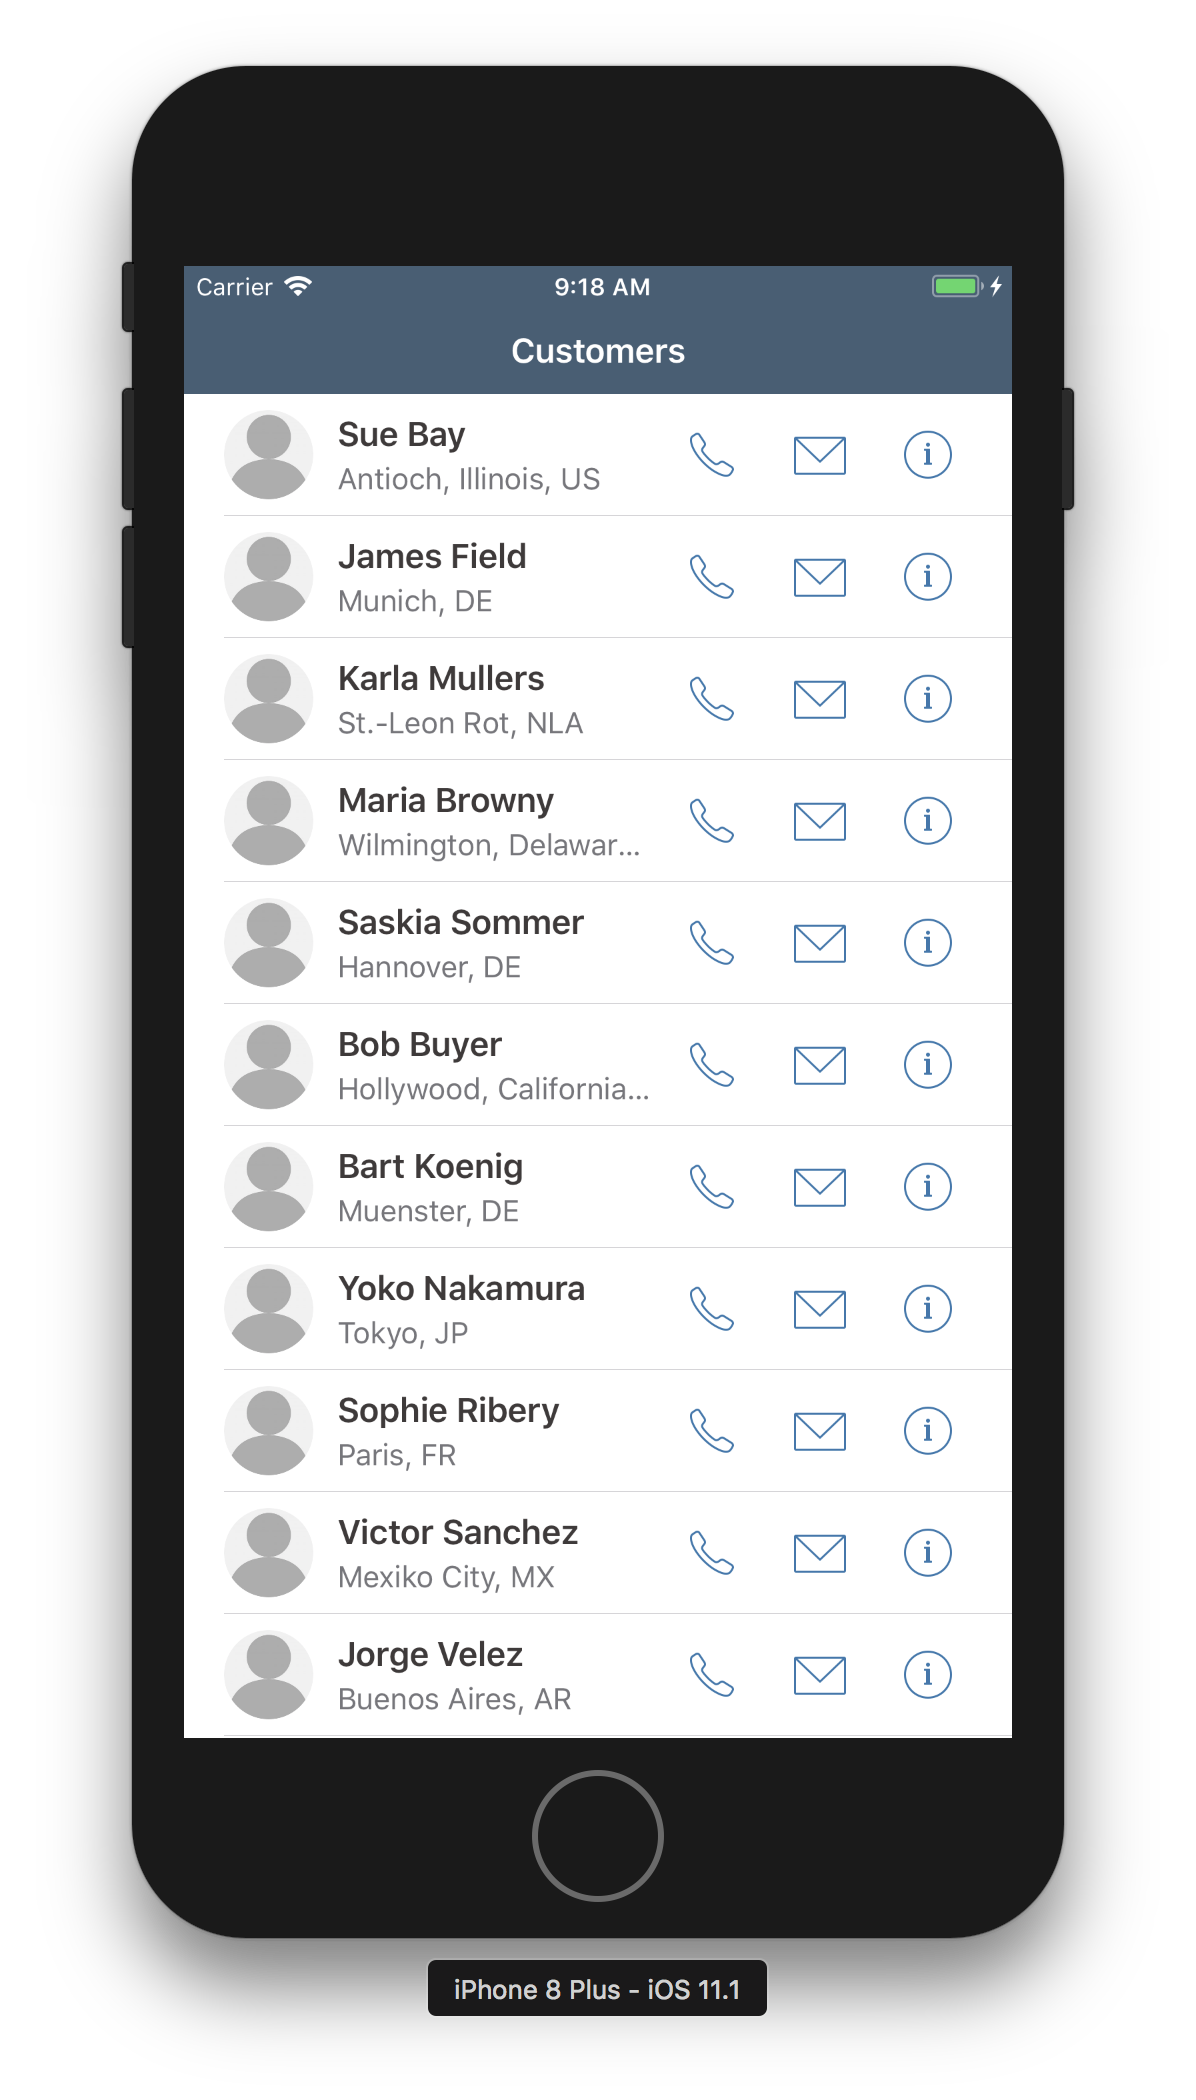 Carrier 9:18 AM
Customers
Sue Bay
Antioch, Illinois, US
James Field
Munich, DE
Karla Mullers
St.-Leon Rot, NLA
Maria Browny
Wilmington, Delawar...
Saskia Sommer
Hannover, DE
Bob Buyer
Hollywood, California...
Bart Koenig
Muenster, DE
Yoko Nakamura
Tokyo, JP
Sophie Ribery
Paris, FR
Victor Sanchez
Mexiko City, MX
Jorge Velez
Buenos Aires, AR
iPhone 8 Plus - iOS 11.1